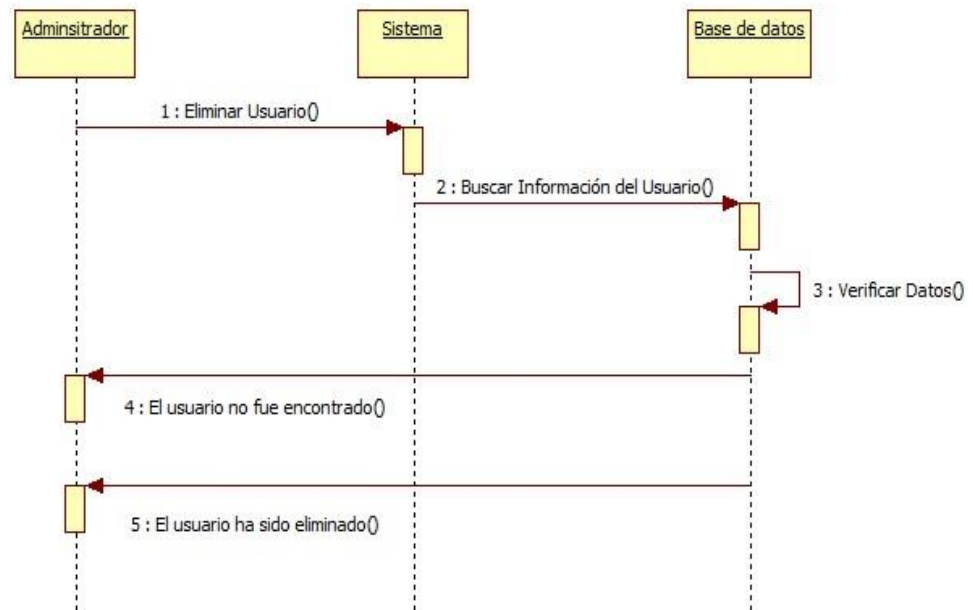 Adminsitrador
Sistema
Base de datos
1 : Eliminar Usuario()
2 : Buscar Información del Usuario()
3 : Verificar Datos()
4 : El usuario no fue encontrado()
5 : El usuario ha sido eliminado()